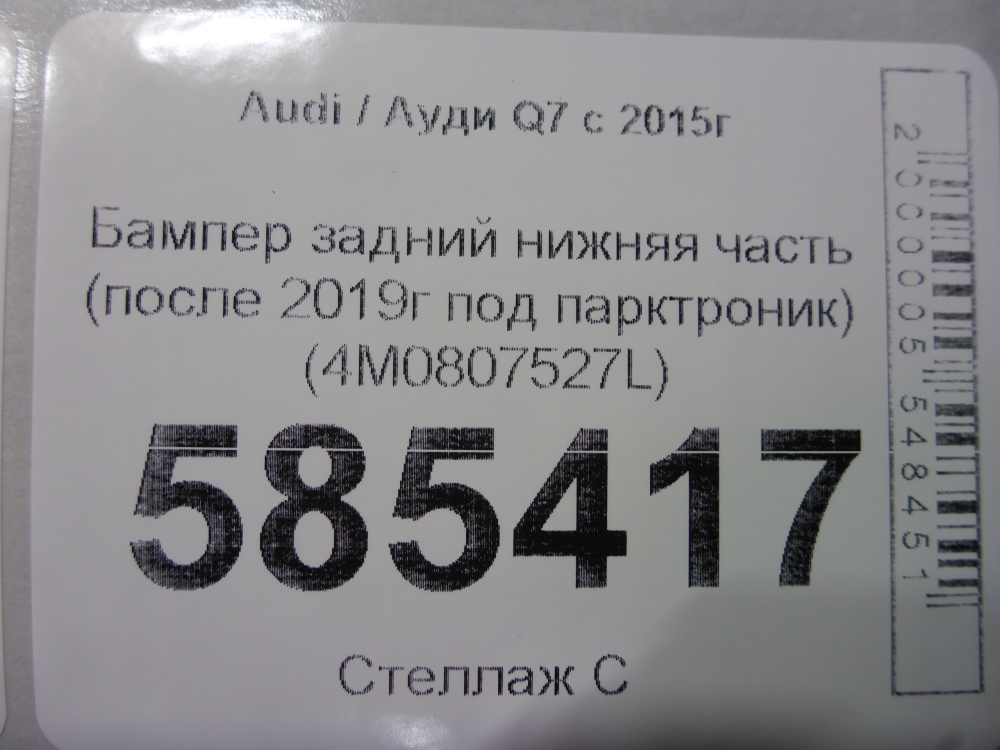 Audi / Ауди Q7 с 2015г
Бампер задний нижняя часть
(после 2019г под парктроник)
(4M0807527L)
585417
Стеллаж С
2000005548451